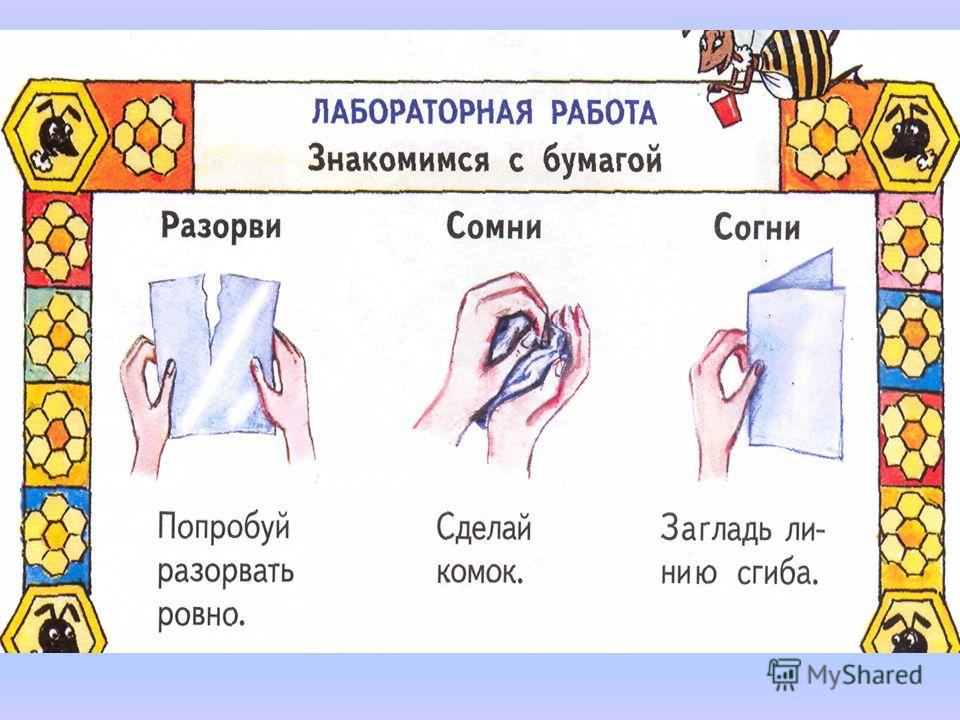 ЛАБОРАТОРНАЯ РАБОТА
Знакомимся с бумагой
Разорви
Попробуй
разорвать
ровно.
Сомни
Сделай
комок.
Согни
Загладь ли-
нию сгиба.
MyShared